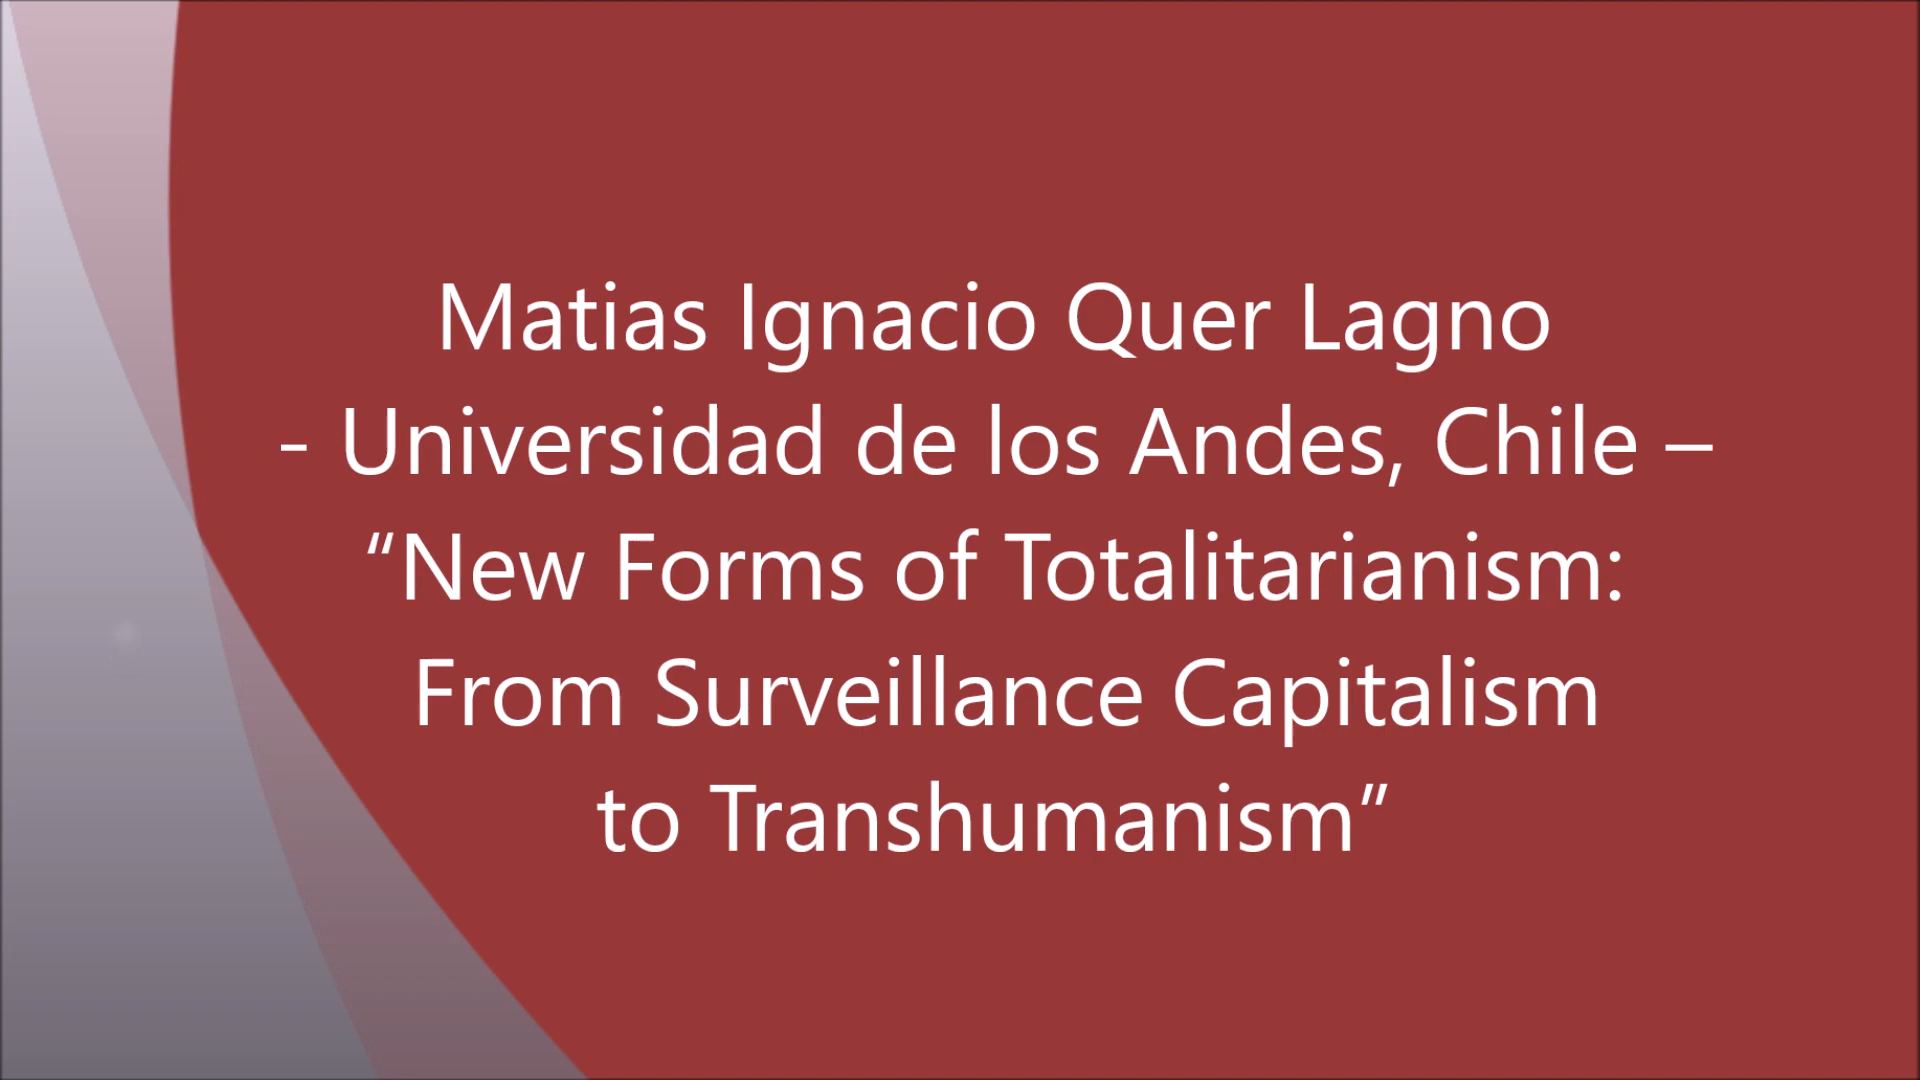 Matias Ignacio Quer Lagno
- Universidad de los Andes, Chile –
“New Forms of Totalitarianism:
From Surveillance Capitalism
to Transhumanism”